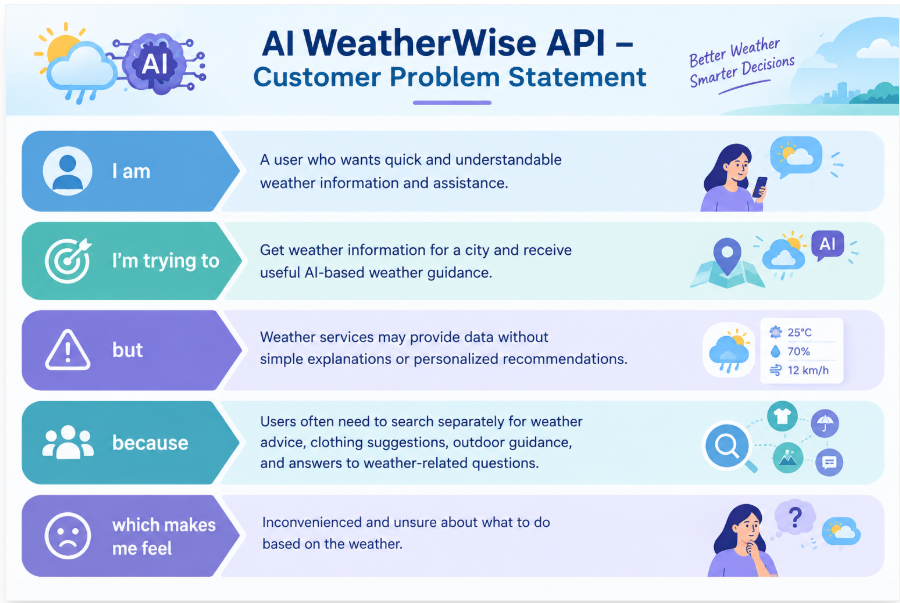 AI
AI WeatherWise API –
Customer Problem Statement
Better Weather
Smarter Decisions
I am
A user who wants quick and understandable
weather information and assistance.
I'm trying to
Get weather information for a city and receive
useful AI-based weather guidance.
AI
but
Weather services may provide data without
simple explanations or personalized recommendations.
25°C
70%
12 km/h
because
Users often need to search separately for weather
advice, clothing suggestions, outdoor guidance,
and answers to weather-related questions.
which makes
me feel
Inconvenienced and unsure about what to do
based on the weather.
?